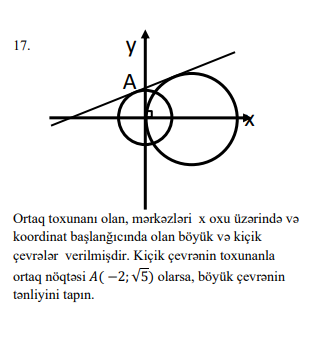 17.
y
A
x
Ortaq toxunanı olan, mərkəzləri x oxu üzərində və
koordinat başlanğıcında olan böyük və kiçik
çevrələr verilmişdir. Kiçik çevrənin toxunanla
ortaq nöqtəsi A( −2; √5) olarsa, böyük çevrənin
tənliyini tapın.